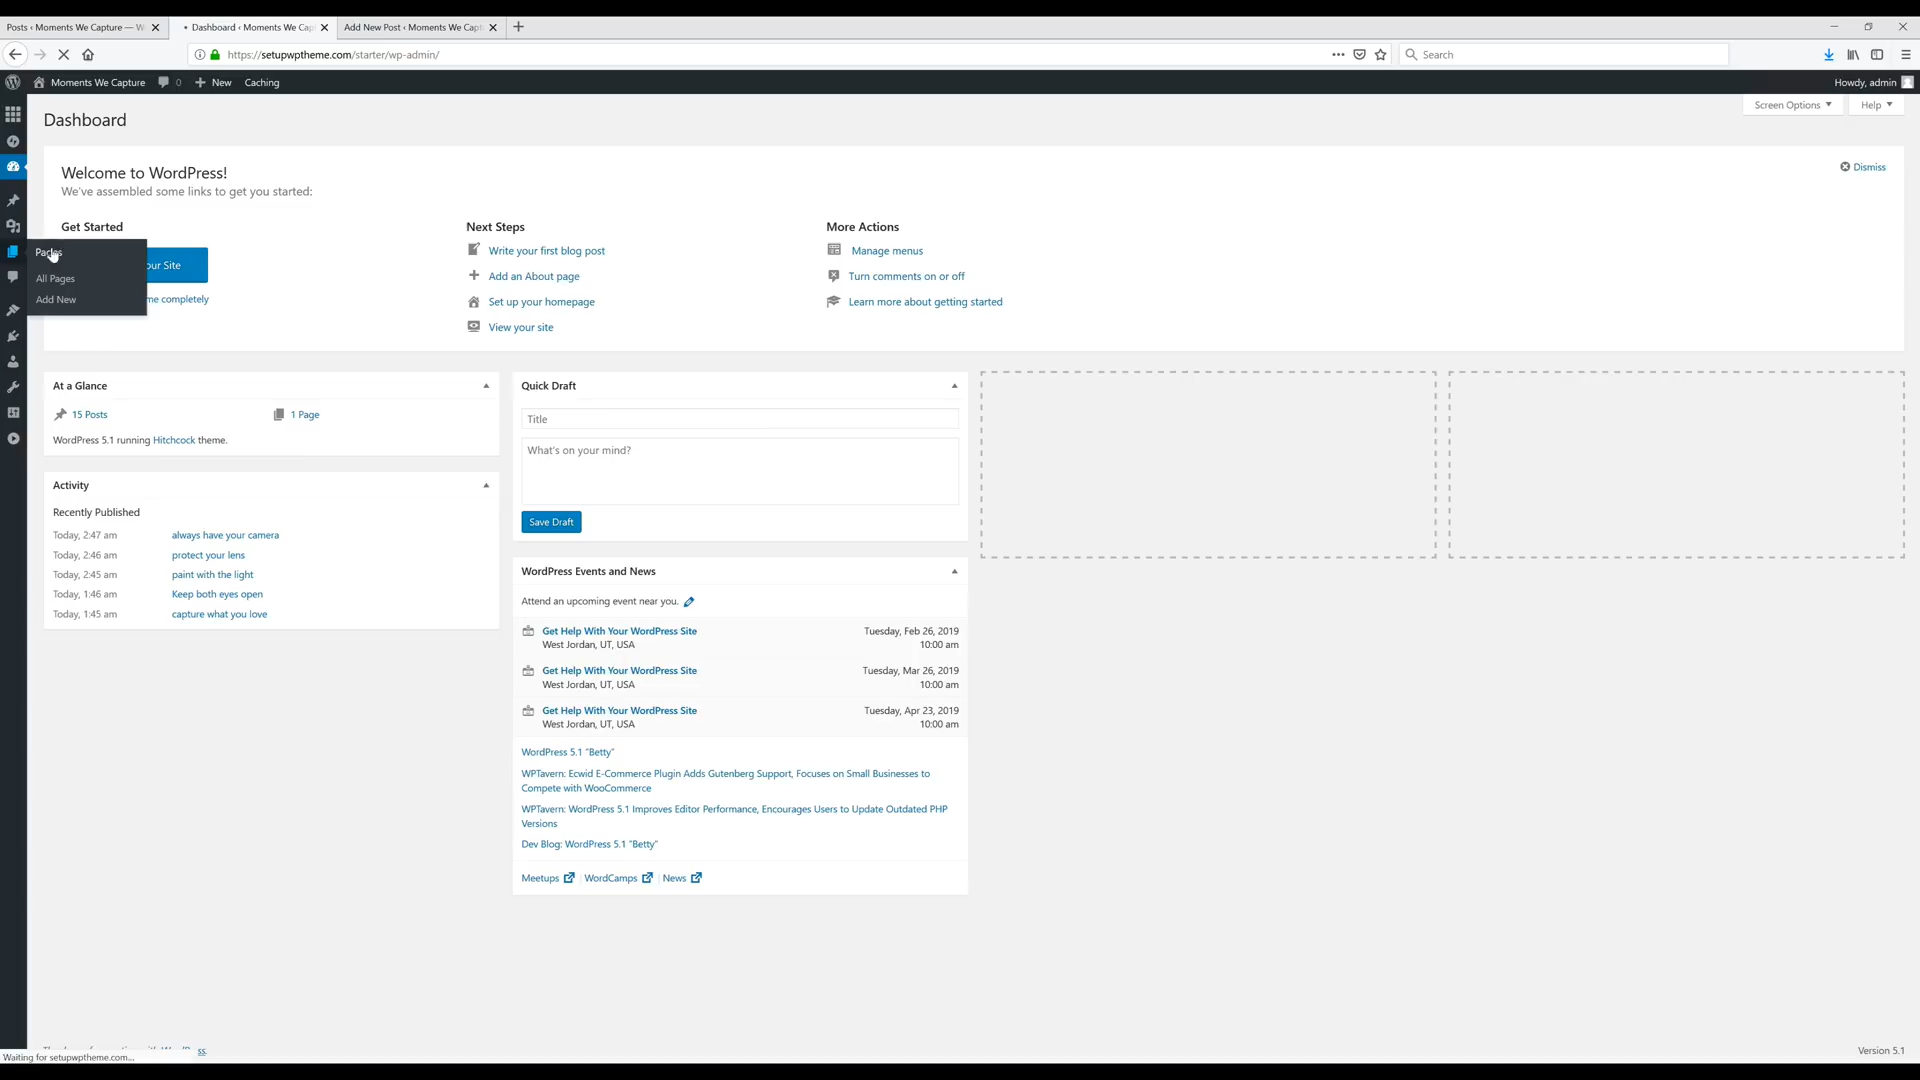 Posts ‹ Moments We Capture — W
Dashboard ‹ Moments We Cap
Add New Post ‹ Moments We Capt
https://setupwptheme.com/starter/wp-admin/
Search
Moments We Capture
0
New
Caching
Howdy, admin
Dashboard
Screen Options
Help
Welcome to WordPress!
We've assembled some links to get you started:
Dismiss
Get Started
our Site
me completely
Pages
All Pages
Add New
Next Steps
Write your first blog post
Add an About page
Set up your homepage
View your site
More Actions
Manage menus
Turn comments on or off
Learn more about getting started
At a Glance
15 Posts
1 Page
WordPress 5.1 running Hitchcock theme.
Activity
Recently Published
Today, 2:47 am always have your camera
Today, 2:46 am protect your lens
Today, 2:45 am paint with the light
Today, 1:46 am Keep both eyes open
Today, 1:45 am capture what you love
Quick Draft
Title
What's on your mind?
Save Draft
WordPress Events and News
Attend an upcoming event near you.
Get Help With Your WordPress Site Tuesday, Feb 26, 2019
West Jordan, UT, USA 10:00 am
Get Help With Your WordPress Site Tuesday, Mar 26, 2019
West Jordan, UT, USA 10:00 am
Get Help With Your WordPress Site Tuesday, Apr 23, 2019
West Jordan, UT, USA 10:00 am
WordPress 5.1 "Betty"
WPTavern: Ecwid E-Commerce Plugin Adds Gutenberg Support, Focuses on Small Businesses to
Compete with WooCommerce
WPTavern: WordPress 5.1 Improves Editor Performance, Encourages Users to Update Outdated PHP
Versions
Dev Blog: WordPress 5.1 "Betty"
Meetups | WordCamps | News
Waiting for setupwptheme.com...
ss.
Version 5.1